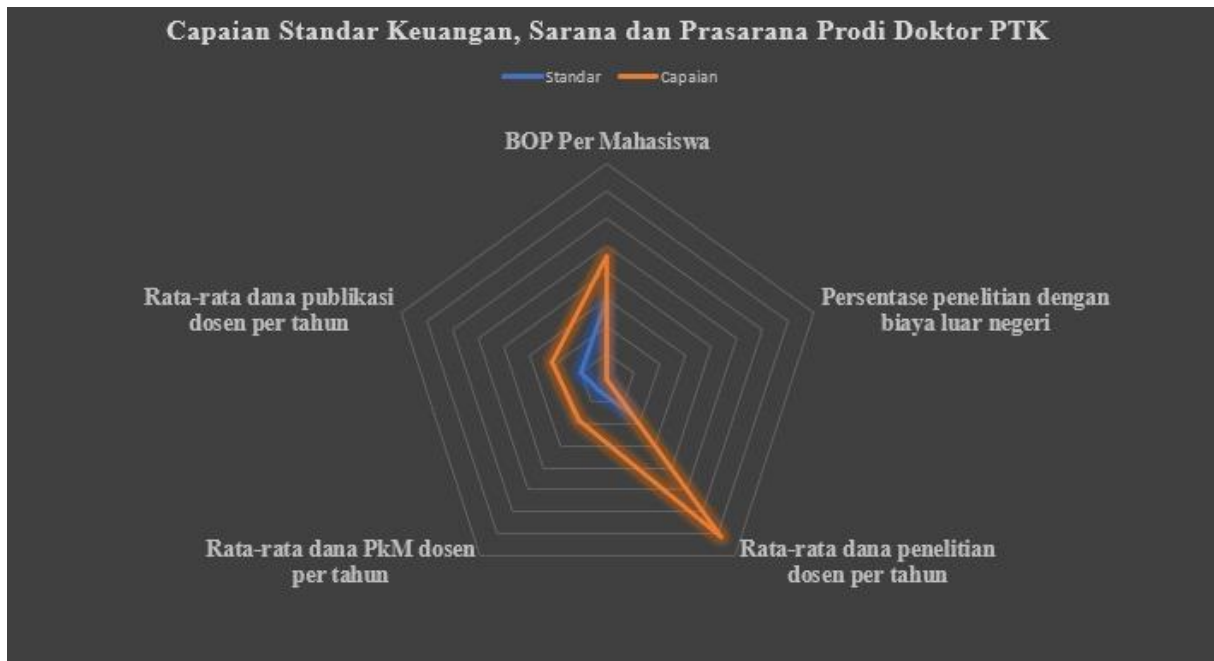 Capaian Standar Keuangan, Sarana dan Prasarana Prodi Doktor PTK
Standar
Capaian
BOP Per Mahasiswa
Persentase penelitian dengan
biaya luar negeri
Rata-rata dana penelitian
dosen per tahun
Rata-rata dana PkM dosen
per tahun
Rata-rata dana publikasi
dosen per tahun